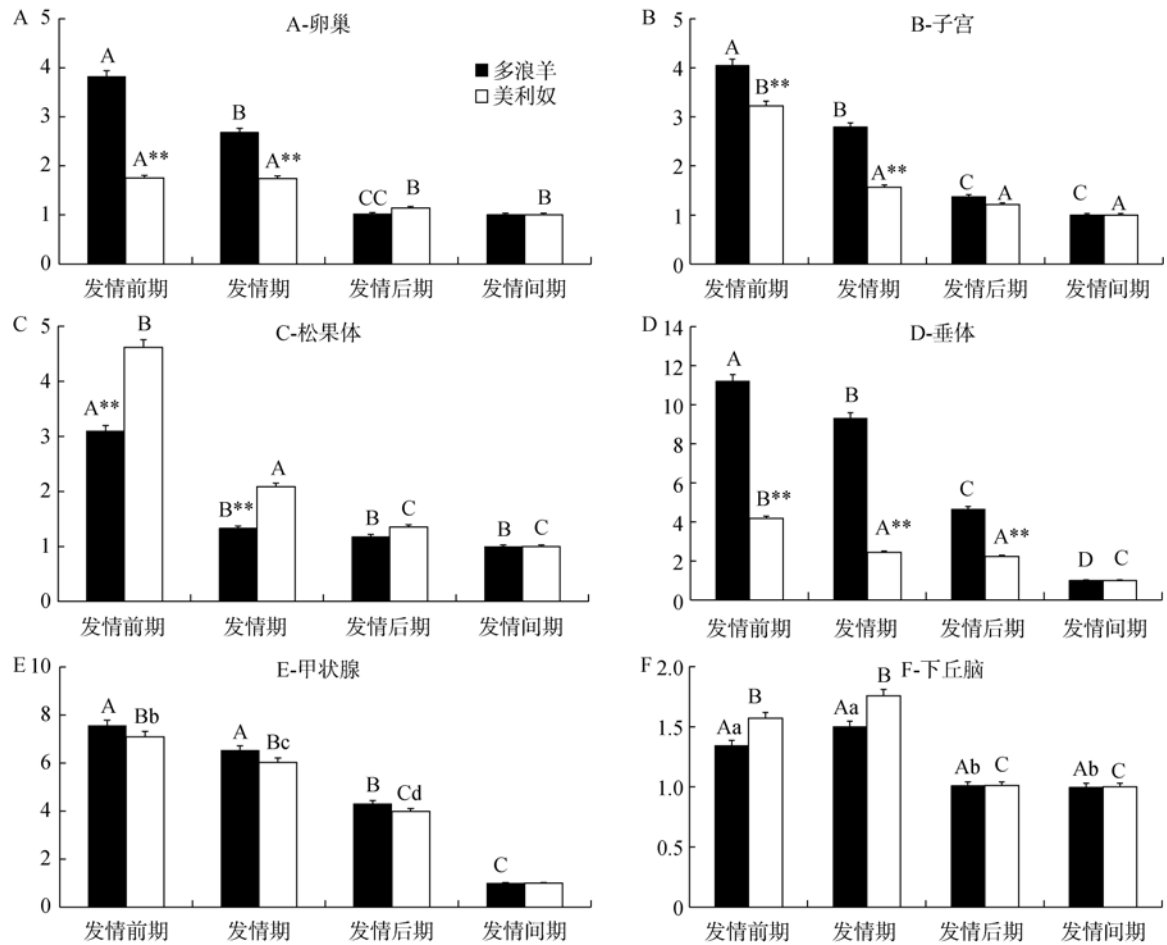 A
A-卵巢
5
4
3
2
1
0
A
A**
B
A**
CC
B
B
多浪羊
美利奴
发情前期
发情期
发情后期
发情间期
B
B-子宫
5
4
3
2
1
0
A
B**
B
A**
C
A
C
A
发情前期
发情期
发情后期
发情间期
C
C-松果体
5
4
3
2
1
0
A**
B
B**
A
B
C
B
C
发情前期
发情期
发情后期
发情间期
D
D-垂体
14
12
10
8
6
4
2
0
A
B**
B
A**
C
A**
D
C
发情前期
发情期
发情后期
发情间期
E
E-甲状腺
10
8
6
4
2
0
A
Bb
A
Bc
B
Cd
C
发情前期
发情期
发情后期
发情间期
F
F-下丘脑
2.0
1.5
1.0
0.5
0
Aa
B
Aa
B
Ab
C
Ab
C
发情前期
发情期
发情后期
发情间期